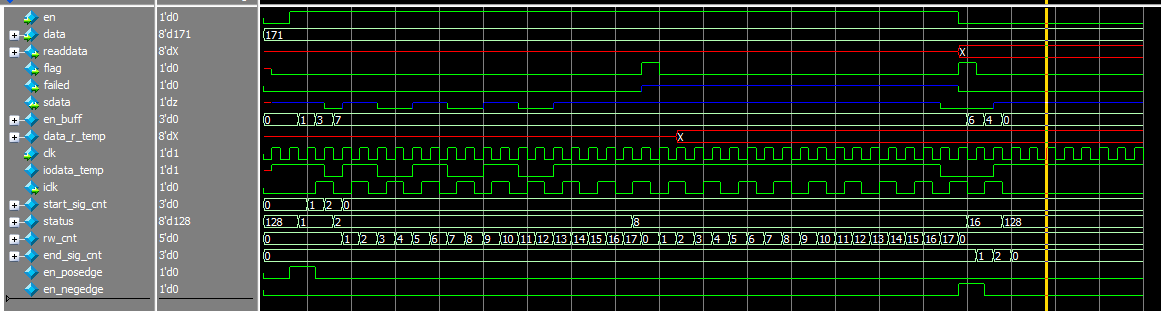 en 1'd0
data 8'd171 171
readdata 8'dX X
flag 1'd0
failed 1'd0
sdata 1'dz
en_buff 3'd0 0 1 3 7 6 4 0
data_r_temp 8'dX X
clk 1'd1
iodata_temp 1'd1
idk 1'd0
start_sig_cnt 3'd0 0 1 2 0
status 8'd128 128 1 2 8 16 128
rw_cnt 5'd0 0 1 2 3 4 5 6 7 8 9 10 11 12 13 14 15 16 17 0 1 2 3 4 5 6 7 8 9 10 11 12 13 14 15 16 17 0
end_sig_cnt 3'd0 0 1 2 0
en_posedge 1'd0
en_negedge 1'd0